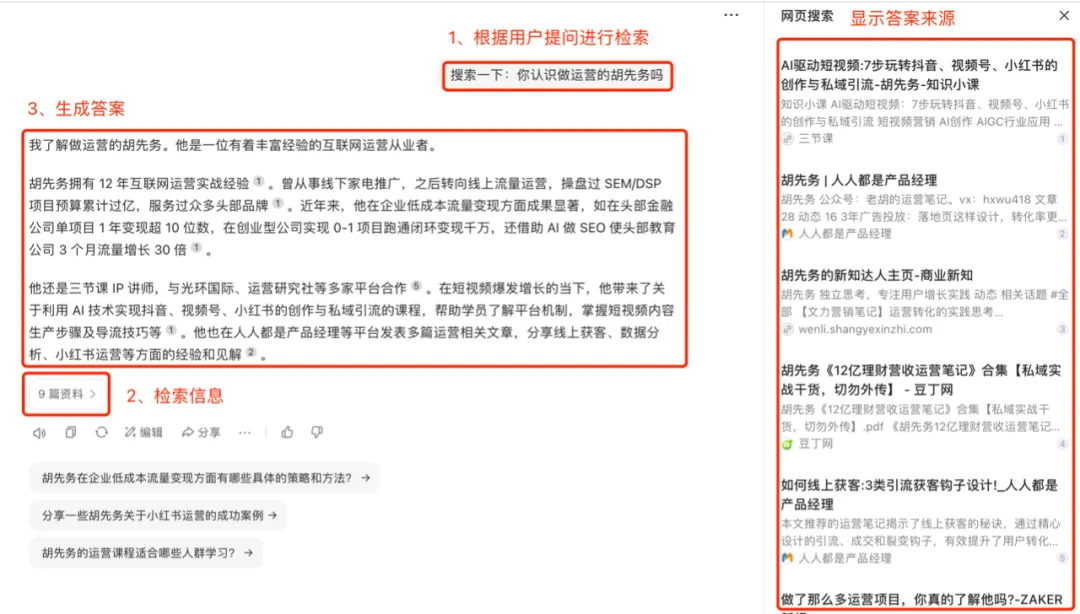 网页搜索
显示答案来源
1、根据用户提问进行检索
搜索一下：你认识做运营的胡先务吗
3、生成答案
我了解做运营的胡先务。他是一位有着丰富经验的互联网运营从业者。
胡先务拥有 12 年互联网运营实战经验 1 。曾从事线下家电推广，之后转向线上流量运营，操盘过 SEM/DSP
项目预算累计过亿，服务过众多头部品牌 1 。近年来，他在企业低成本流量变现方面成果显著，如在头部金融
公司单项目 1 年变现超 10 位数，在创业型公司实现 0-1 项目跑通闭环变现千万，还借助 AI 做 SEO 使头部教育
公司 3 个月流量增长 30 倍 1 。
他还是三节课 IP 讲师，与光环国际、运营研究社等多家平台合作 5 。在短视频爆发增长的当下，他带来了关
于利用 AI 技术实现抖音、视频号、小红书的创作与私域引流的课程，帮助学员了解平台机制，掌握短视频内容
生产步骤及导流技巧等 1 。他也在人人都是产品经理等平台发表多篇运营相关文章，分享线上获客、数据分
析、小红书运营等方面的经验和见解 2 。
9 篇资料
2、检索信息
编辑
分享
胡先务在企业低成本流量变现方面有哪些具体的策略和方法？
分享一些胡先务关于小红书运营的成功案例
胡先务的运营课程适合哪些人群学习？
AI驱动短视频:7步玩转抖音、视频号、小红书的
创作与私域引流-胡先务-知识小课
知识小课 AI驱动短视频：7步玩转抖音、视频号、小红书
的创作与私域引流 短视频营销 AI创作 AIGC行业应用 ...
三节课
1
胡先务 | 人人都是产品经理
胡先务 公众号：老胡的运营笔记。vx：hxwu418 文章
28 动态 16 3年广告投放：落地页这样设计，转化率更...
人人都是产品经理
2
胡先务的新知达人主页-商业新知
胡先务 独立思考，专注用户增长实践 动态 相关话题 #全
部 【文力营销笔记】运营转化的实践思考...
wenli.shangyexinzhi.com
3
胡先务《12亿理财营收运营笔记》合集【私域实
战干货，切勿外传】 - 豆丁网
胡先务《12亿理财营收运营笔记》合集【私域实战干
货，切勿外传】.pdf 《胡先务12亿理财营收运营笔记...
豆丁网
4
如何线上获客:3类引流获客钩子设计!_人人都是
产品经理
本文推荐的运营笔记揭示了线上获客的秘诀，通过精心
设计的引流、成交和裂变钩子，有效提升了用户转化...
人人都是产品经理
5
做了那么多运营项目，你真的了解他吗?-ZAKER